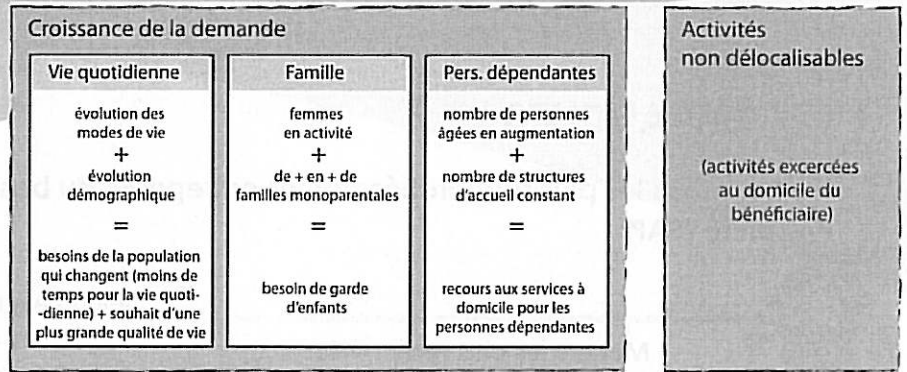 Croissance de la demande
Vie quotidienne
évolution des
modes de vie
+
évolution
démographique
=
besoins de la population
qui changent (moins de
temps pour la vie quoti-
-dienne) + souhait d'une
plus grande qualité de vie
Famille
femmes
en activité
+
de + en + de
familles monoparentales
=
besoin de garde
d'enfants
Pers. dépendantes
nombre de personnes
âgées en augmentation
+
nombre de structures
d'accueil constant
=
recours aux services à
domicile pour les
personnes dépendantes
Activités
non délocalisables
(activités excercées
au domicile du
bénéficiaire)